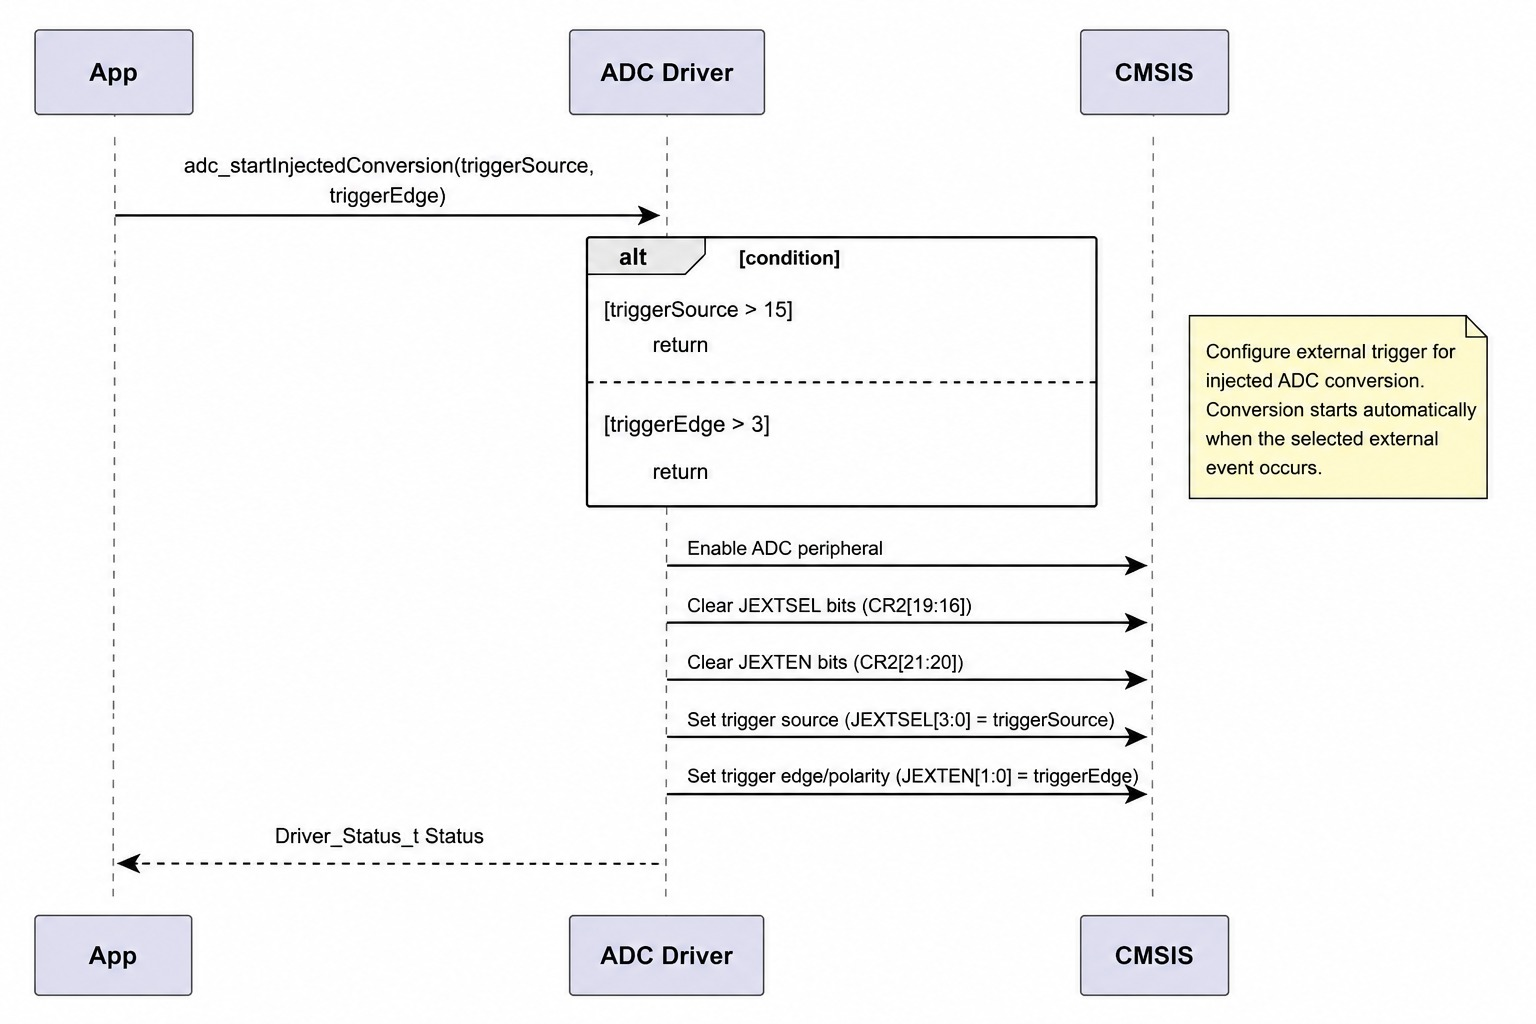 App
ADC Driver
CMSIS
adc_startInjectedConversion(triggerSource,
triggerEdge)
alt
[condition]
[triggerSource > 15]
return
[triggerEdge > 3]
return
Configure external trigger for
injected ADC conversion.
Conversion starts automatically
when the selected external
event occurs.
Enable ADC peripheral
Clear JEXTSEL bits (CR2[19:16])
Clear JEXTEN bits (CR2[21:20])
Set trigger source (JEXTSEL[3:0] = triggerSource)
Set trigger edge/polarity (JEXTEN[1:0] = triggerEdge)
Driver_Status_t Status
App
ADC Driver
CMSIS